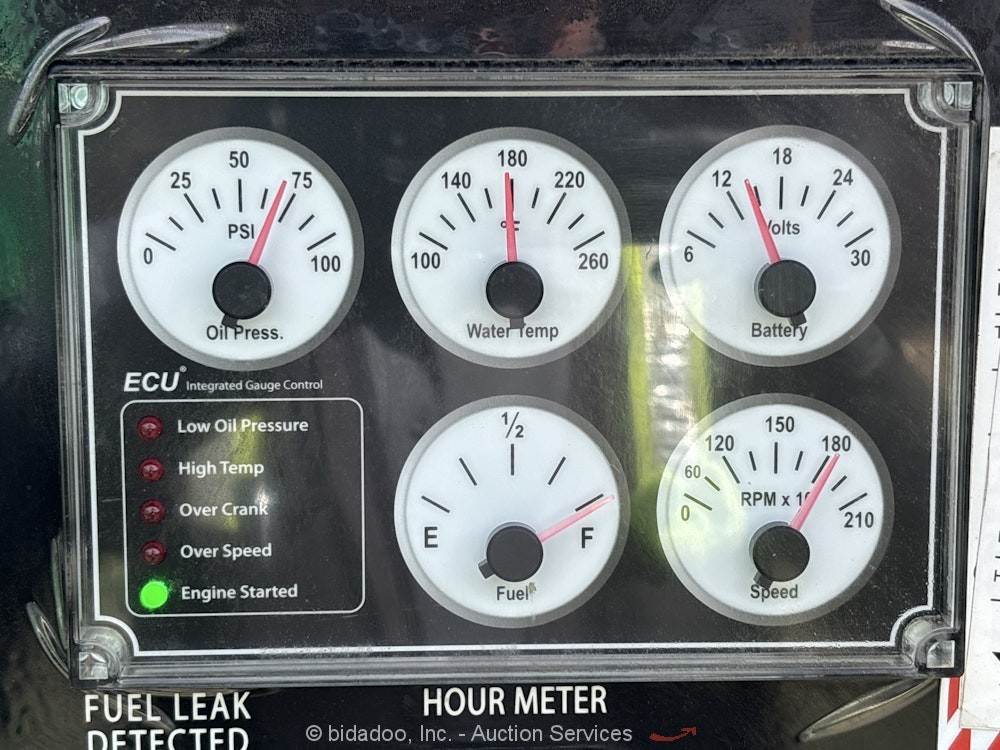 50
25 75
PSI
0 100
Oil Press.
180
140 220
°F
100 260
Water Temp
18
12 24
Volts
6 30
Battery
ECU® Integrated Gauge Control
Low Oil Pressure
High Temp
Over Crank
Over Speed
Engine Started
½
E F
Fuel
150
120 180
60
RPM x 10
0 210
Speed
FUEL LEAK
DETECTED
HOUR METER
© bidadoo, Inc. - Auction Services